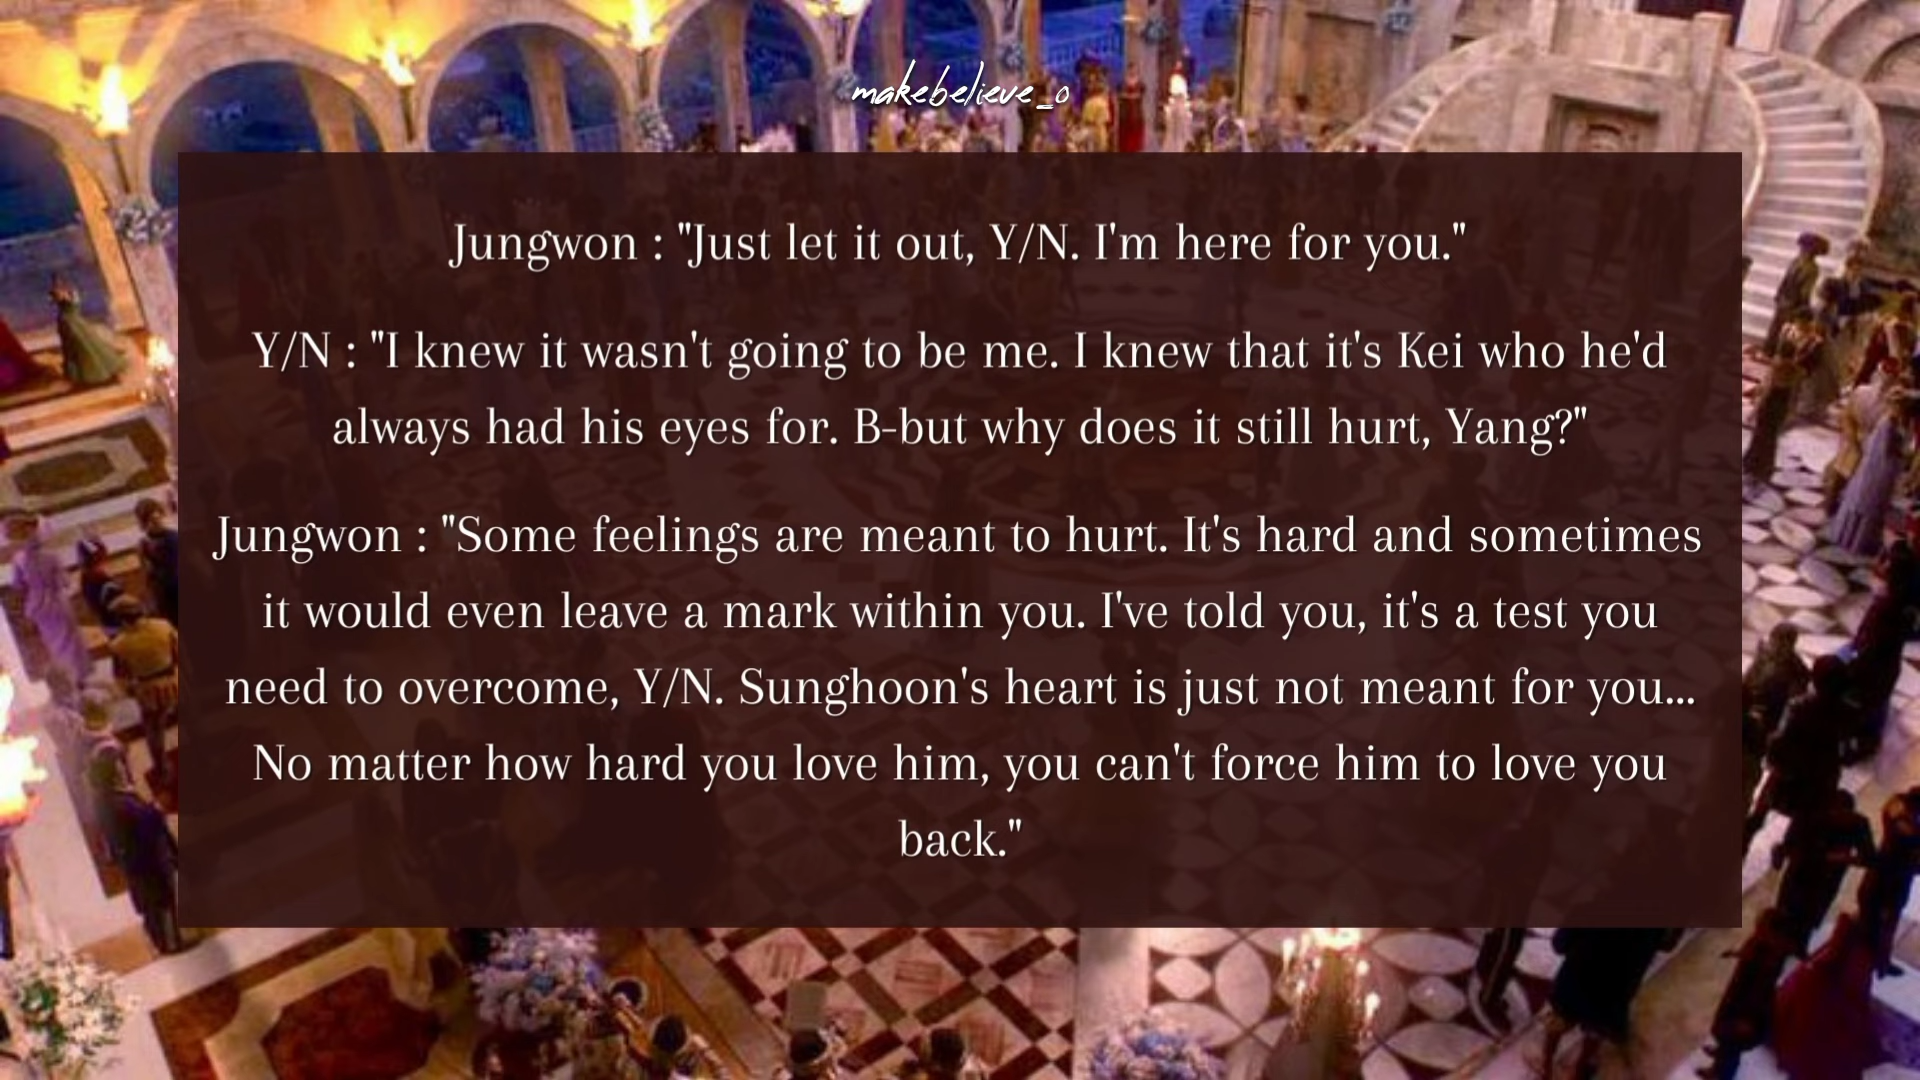 makebelieve_o
Jungwon : "Just let it out, Y/N. I'm here for you."
Y/N : "I knew it wasn't going to be me. I knew that it's Kei who he'd
always had his eyes for. B-but why does it still hurt, Yang?"
Jungwon : "Some feelings are meant to hurt. It's hard and sometimes
it would even leave a mark within you. I've told you, it's a test you
need to overcome, Y/N. Sunghoon's heart is just not meant for you...
No matter how hard you love him, you can't force him to love you
back."